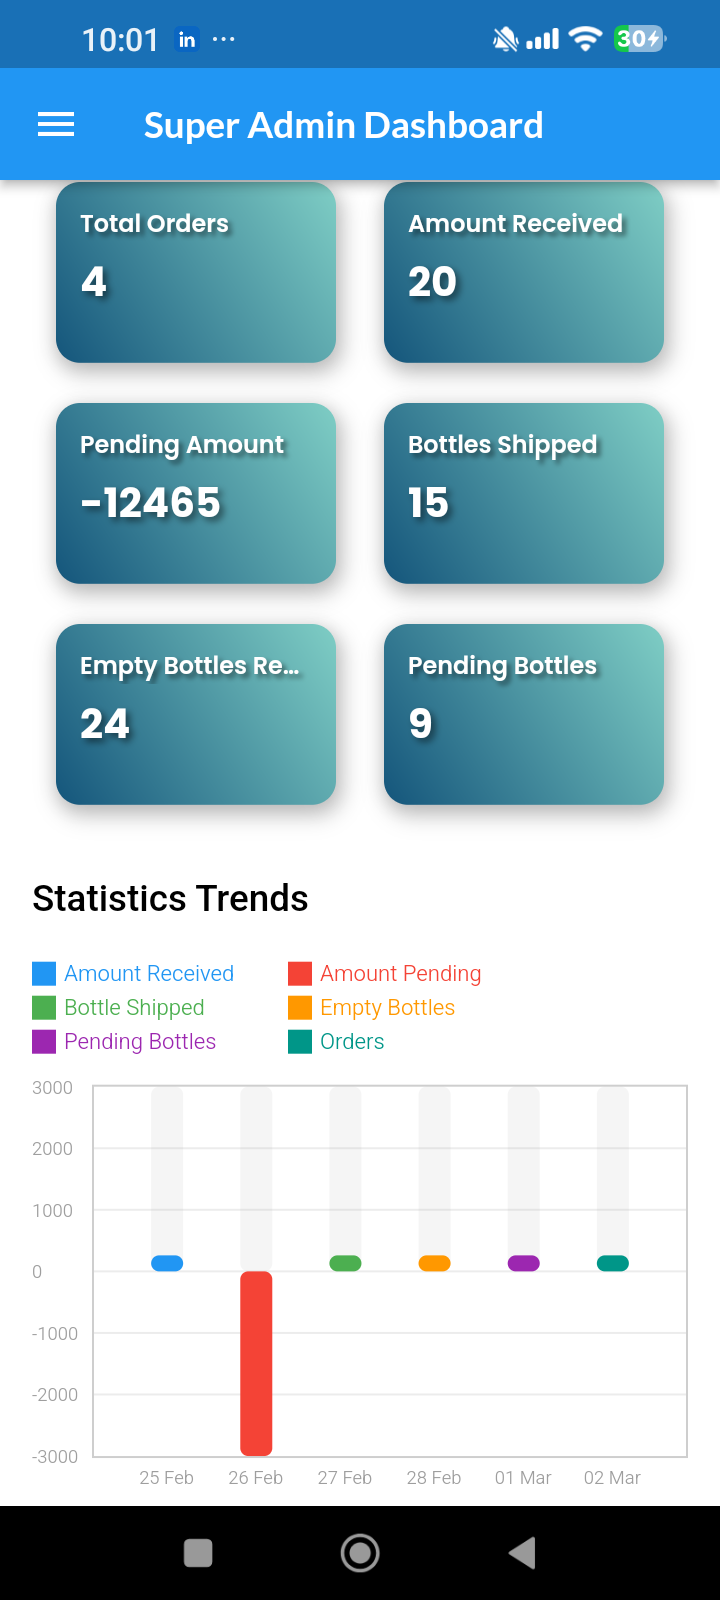 10:01 in ... 30
Super Admin Dashboard
Total Orders
4
Amount Received
20
Pending Amount
-12465
Bottles Shipped
15
Empty Bottles Re...
24
Pending Bottles
9
Statistics Trends
Amount Received Amount Pending
Bottle Shipped Empty Bottles
Pending Bottles Orders
3000
2000
1000
0
-1000
-2000
-3000
25 Feb 26 Feb 27 Feb 28 Feb 01 Mar 02 Mar